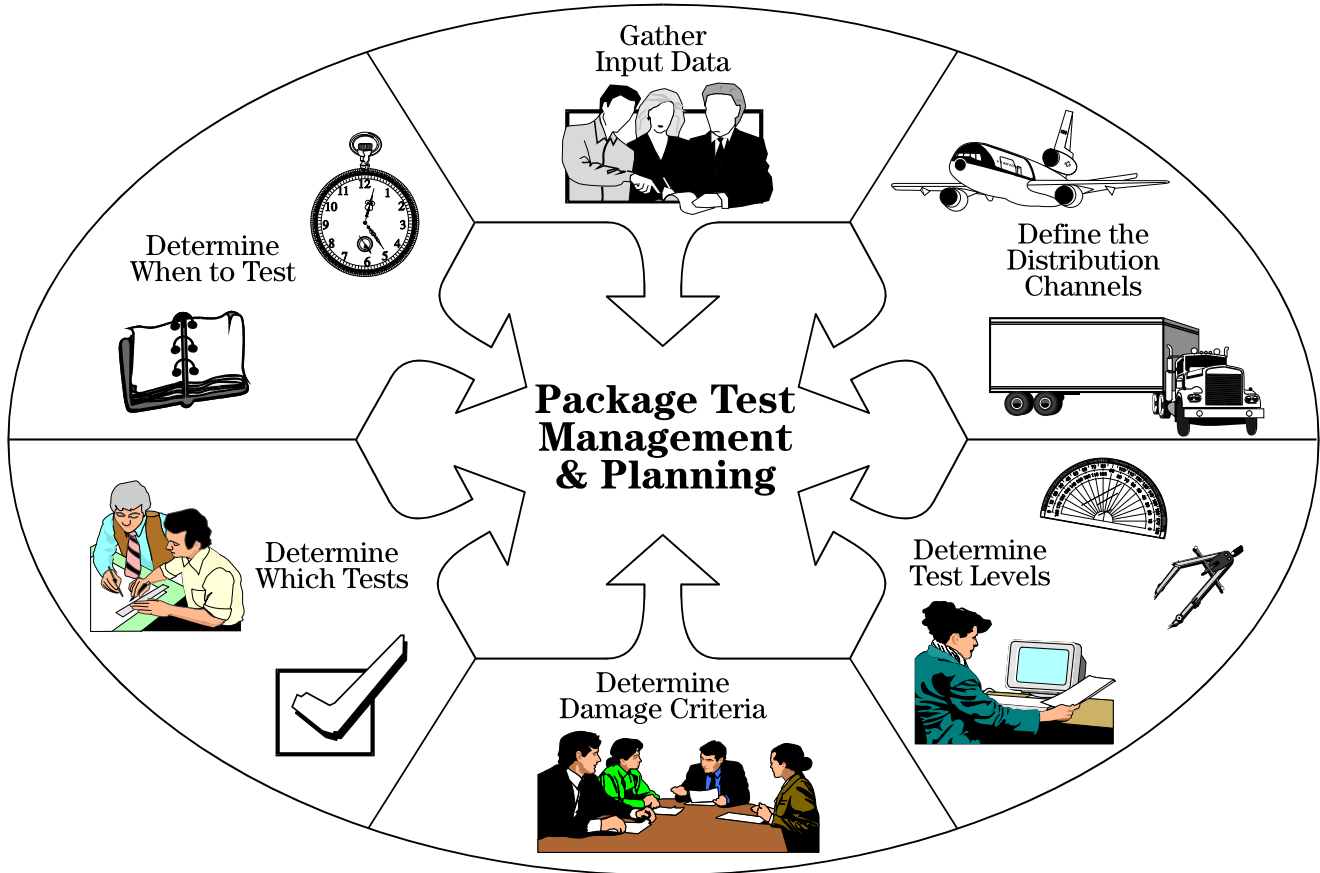 Gather
Input Data
Define the
Distribution
Channels
Determine
Test Levels
Determine
Damage Criteria
Determine
Which Tests
Determine
When to Test
12
1
2
3
4
5
6
7
8
9
10
11
Package Test
Management
& Planning